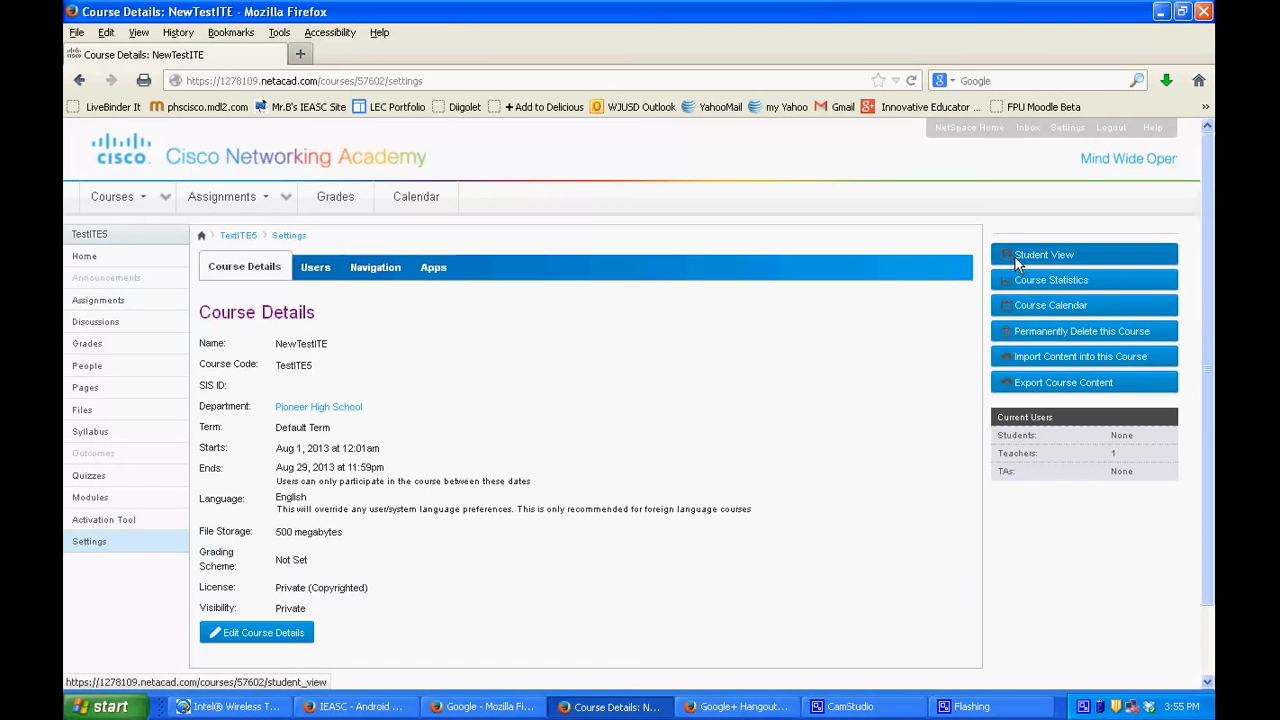 Course Details: NewTestITE - Mozilla Firefox
File Edit View History Bookmarks Tools Accessibility Help
Course Details: NewTestITE
https://1278109.netacad.com/courses/57602/settings
Google
LiveBinder It phscisco.mdl2.com Mr.B's IEASC Site LEC Portfolio Diigolet + Add to Delicious WJUSD Outlook YahooMail my Yahoo Gmail Innovative Educator ... FPU Moodle Beta
NetSpace Home Inbox Settings Logout Help
CISCO. Cisco Networking Academy
Mind Wide Open
Courses Assignments Grades Calendar
TestITE5
Home
Announcements
Assignments
Discussions
Grades
People
Pages
Files
Syllabus
Outcomes
Quizzes
Modules
Activation Tool
Settings
TestITE5 Settings
Course Details Users Navigation Apps
Course Details
Name: NewTestITE
Course Code: TestITE5
SIS ID:
Department: Pioneer High School
Term: Default Term
Starts: Aug 1, 2013 at 12:01am
Ends: Aug 29, 2013 at 11:59pm
Users can only participate in the course between these dates
Language: English
This will override any user/system language preferences. This is only recommended for foreign language courses
File Storage: 500 megabytes
Grading Scheme: Not Set
License: Private (Copyrighted)
Visibility: Private
Edit Course Details
Student View
Course Statistics
Course Calendar
Permanently Delete this Course
Import Content into this Course
Export Course Content
Current Users
Students: None
Teachers: 1
TAs: None
https://1278109.netacad.com/courses/57602/student_view
start Intel® Wireless T... IEASC - Android ... Google - Mozilla Fi... Course Details: N... Google+ Hangout... CamStudio Flashing 3:55 PM